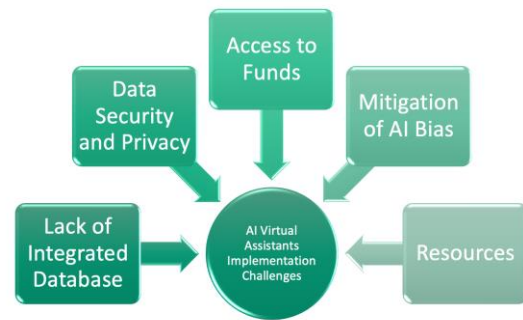 Access to
Funds
Data
Security
and Privacy
Mitigation
of AI Bias
Lack of
Integrated
Database
AI Virtual
Assistants
Implementation
Challenges
Resources